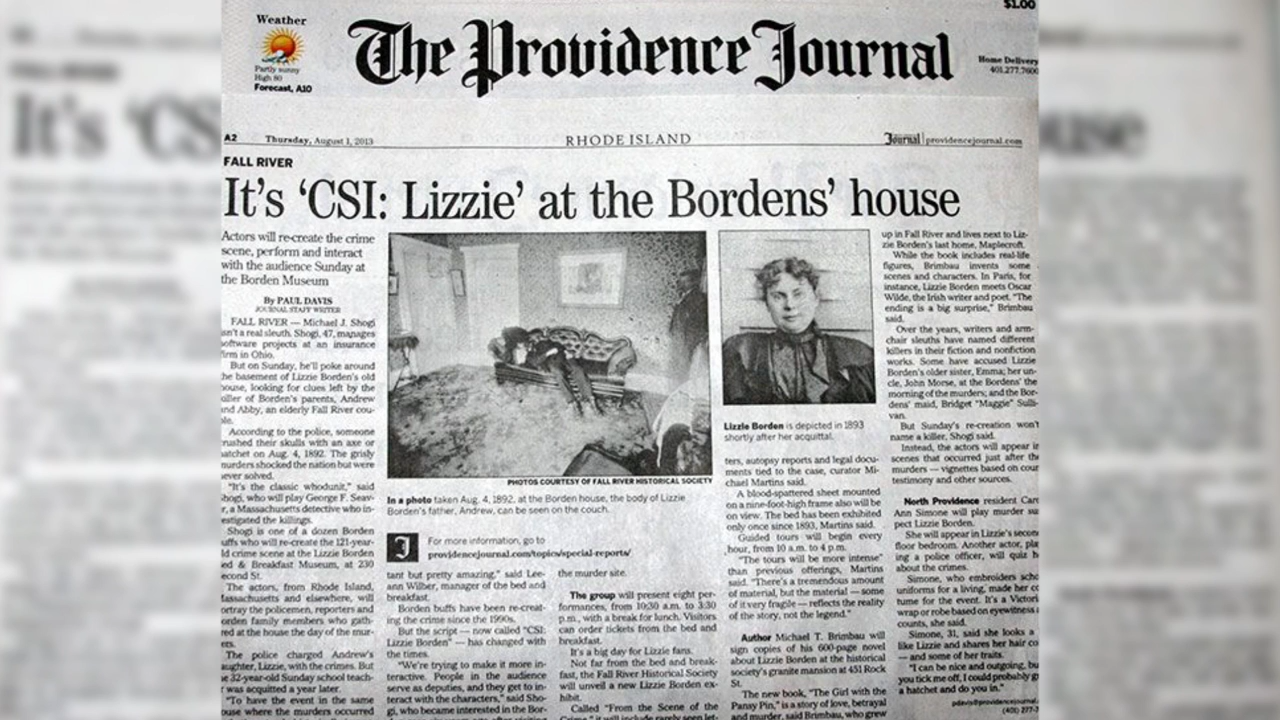 $1.00
Weather
Partly sunny
High 80
Forecast, A10
The Providence Journal
Home Delivery
401.277.7600
A2 Thursday, August 1, 2013
RHODE ISLAND
Journal | providencejournal.com
FALL RIVER
It's 'CSI: Lizzie' at the Bordens' house
Actors will re-create the crime
scene, perform and interact
with the audience Sunday at
the Borden Museum
By PAUL DAVIS
JOURNAL STAFF WRITER
FALL RIVER — Michael J. Shogi
isn't a real sleuth. Shogi, 47, manages
software projects at an insurance
firm in Ohio.
But on Sunday, he'll poke around
he basement of Lizzie Borden's old
ouse, looking for clues left by the
iller of Borden's parents, Andrew
and Abby, an elderly Fall River cou-
ple.
According to the police, someone
rushed their skulls with an axe or
atchet on Aug. 4, 1892. The grisly
murders shocked the nation but were
never solved.
"It's the classic whodunit," said
hogi, who will play George F. Seav-
r, a Massachusetts detective who in-
estigated the killings.
Shogi is one of a dozen Borden
uffs who will re-create the 121-year-
ld crime scene at the Lizzie Borden
ed & Breakfast Museum, at 230
econd St.
The actors, from Rhode Island,
Massachusetts and elsewhere, will
ortray the policemen, reporters and
orden family members who gath-
red at the house the day of the mur-
ers.
The police charged Andrew's
aughter, Lizzie, with the crimes. But
e 32-year-old Sunday school teach-
r was acquitted a year later.
"To have the event in the same
ouse where the murders occurred
PHOTOS COURTESY OF FALL RIVER HISTORICAL SOCIETY
In a photo taken Aug. 4, 1892, at the Borden house, the body of Lizzie
Borden's father, Andrew, can be seen on the couch.
J
For more information, go to
providencejournal.com/topics/special-reports/
tant but pretty amazing," said Lee-
ann Wilber, manager of the bed and
breakfast.
Borden buffs have been re-creat-
ing the crime since the 1990s.
But the script — now called "CSI:
Lizzie Borden" — has changed with
the times.
"We're trying to make it more in-
teractive. People in the audience
serve as deputies, and they get to in-
teract with the characters," said Sho-
gi, who became interested in the Bor-
the murder site.
The group will present eight per-
formances, from 10:30 a.m. to 3:30
p.m., with a break for lunch. Visitors
can order tickets from the bed and
breakfast.
It's a big day for Lizzie fans.
Not far from the bed and break-
fast, the Fall River Historical Society
will unveil a new Lizzie Borden ex-
hibit.
Called "From the Scene of the
Crime," it will include rarely seen let-
Lizzie Borden is depicted in 1893
shortly after her acquittal.
ters, autopsy reports and legal docu-
ments tied to the case, curator Mi-
chael Martins said.
A blood-spattered sheet mounted
on a nine-foot-high frame also will be
on view. The bed has been exhibited
only once since 1893, Martins said.
Guided tours will begin every
hour, from 10 a.m. to 4 p.m.
"The tours will be more intense"
than previous offerings, Martins
said. "There's a tremendous amount
of material, but the material — some
of it very fragile — reflects the reality
of the story, not the legend."
Author Michael T. Brimbau will
sign copies of his 600-page novel
about Lizzie Borden at the historical
society's granite mansion at 451 Rock
St.
The new book, "The Girl with the
Pansy Pin," is a story of love, betrayal
and murder, said Brimbau, who grew
up in Fall River and lives next to Liz-
zie Borden's last home, Maplecroft.
While the book includes real-life
figures, Brimbau invents some
scenes and characters. In Paris, for
instance, Lizzie Borden meets Oscar
Wilde, the Irish writer and poet. "The
ending is a big surprise," Brimbau
said.
Over the years, writers and arm-
chair sleuths have named different
killers in their fiction and nonfiction
works. Some have accused Lizzie
Borden's older sister, Emma; her un-
cle, John Morse, at the Bordens' the
morning of the murders; and the Bor-
dens' maid, Bridget "Maggie" Sulli-
van.
But Sunday's re-creation won't
name a killer, Shogi said.
Instead, the actors will appear in
scenes that occurred just after the
murders — vignettes based on cour
testimony and other sources.
North Providence resident Car
Ann Simone will play murder su
pect Lizzie Borden.
She will appear in Lizzie's secon
floor bedroom. Another actor, pla
ing a police officer, will quiz h
about the crimes.
Simone, who embroiders scho
uniforms for a living, made her co
tume for the event. It's a Victori
wrap or robe based on eyewitness a
counts, she said.
Simone, 31, said she looks a
like Lizzie and shares her hair co
— and some of her traits.
"I can be nice and outgoing, bu
you tick me off, I could probably g
a hatchet and do you in."
pdavis@providencejournal.
(401) 277-7
It's 'CS
use